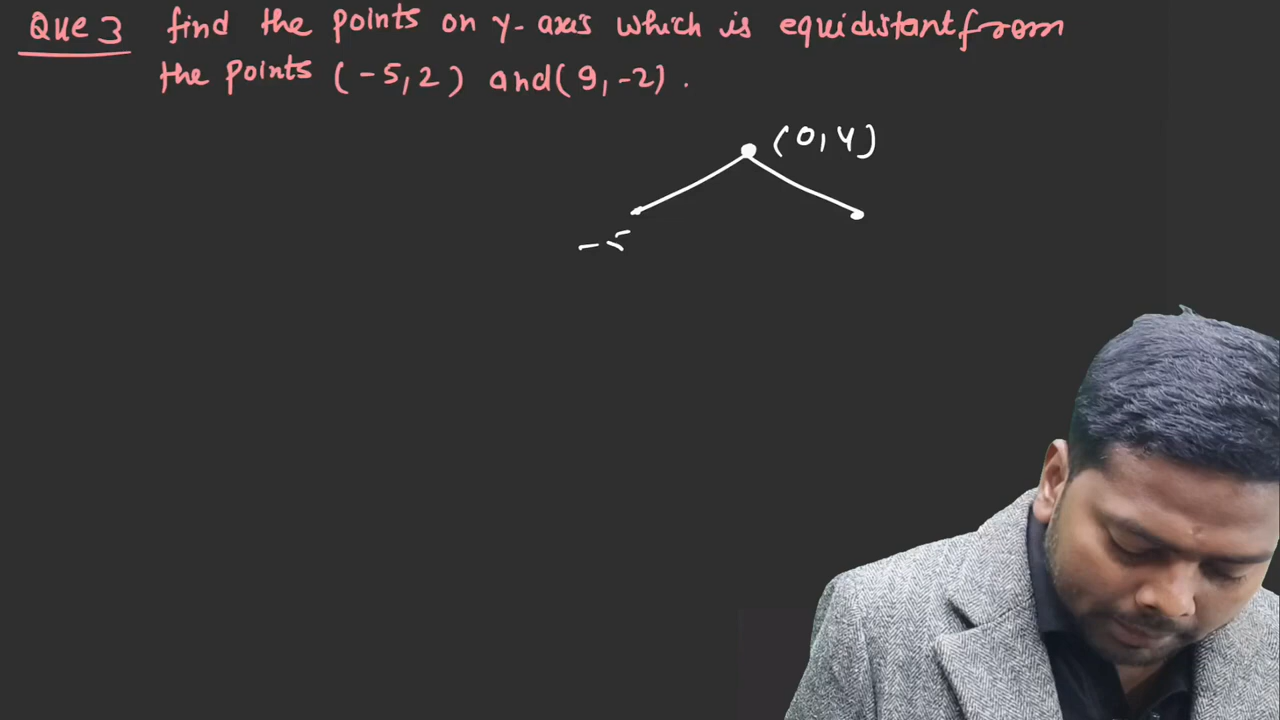 Que 3 find the points on y-axis which is equidistant from
the points (-5,2) and (9,-2).
(0,y)
-5